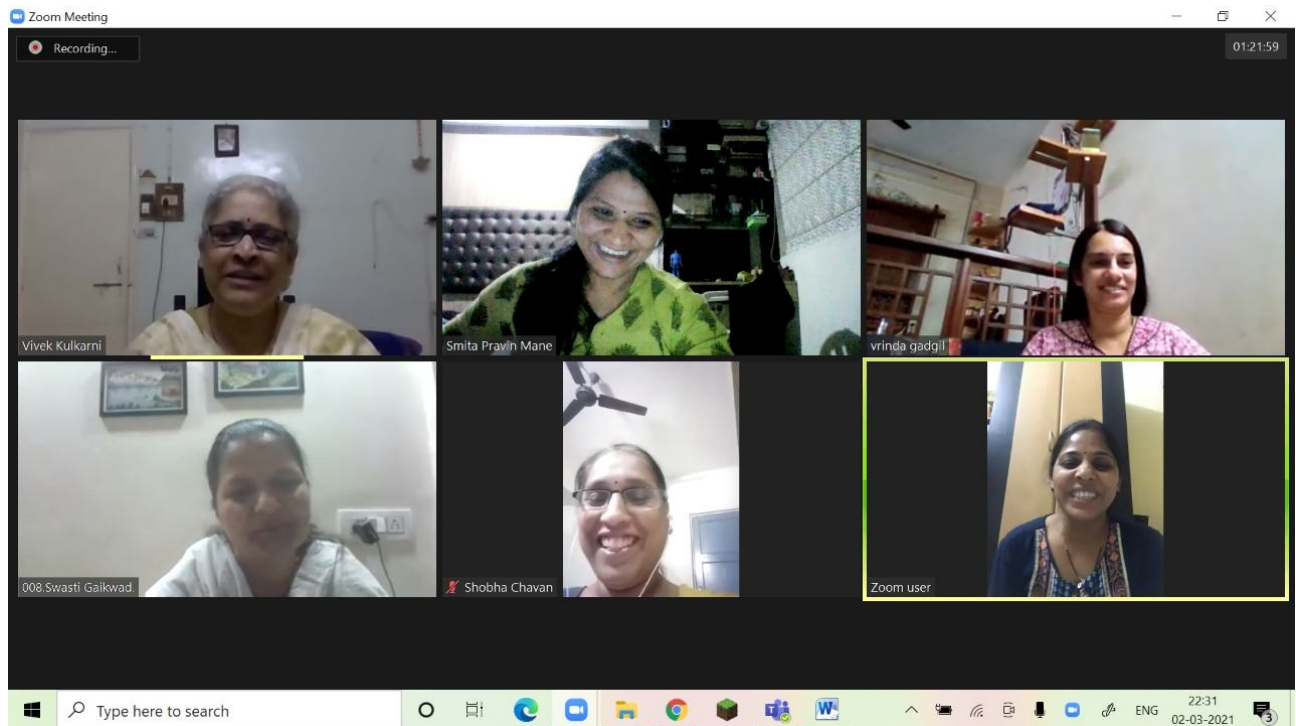 Zoom Meeting
Recording...
01:21:59
Vivek Kulkarni
Smita Pravin Mane
vrinda gadgil
008.Swasti Gaikwad.
Shobha Chavan
Zoom user
Type here to search
ENG
22:31
02-03-2021
3